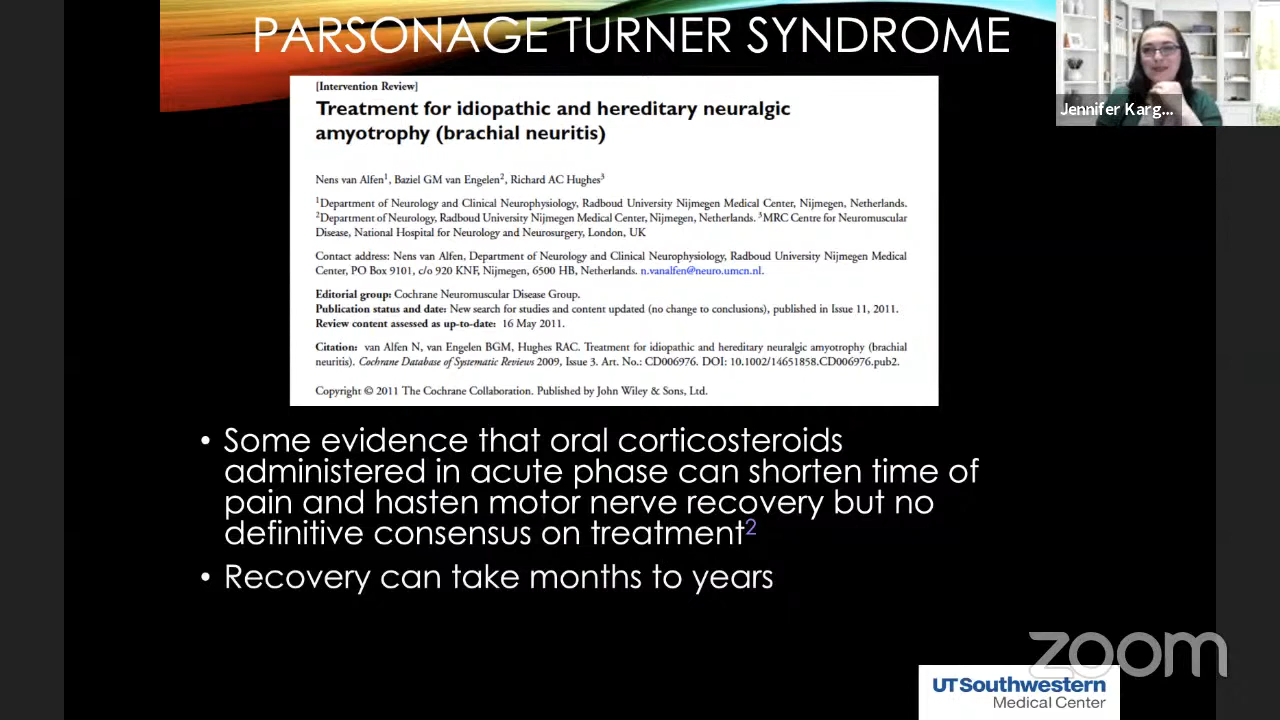 PARSONAGE TURNER SYNDROME
Jennifer Karg...
[Intervention Review]
Treatment for idiopathic and hereditary neuralgic
amyotrophy (brachial neuritis)
Nens van Alfen1, Baziel GM van Engelen2, Richard AC Hughes3
1Department of Neurology and Clinical Neurophysiology, Radboud University Nijmegen Medical Center, Nijmegen, Netherlands.
2Department of Neurology, Radboud University Nijmegen Medical Center, Nijmegen, Netherlands. 3MRC Centre for Neuromuscular
Disease, National Hospital for Neurology and Neurosurgery, London, UK
Contact address: Nens van Alfen, Department of Neurology and Clinical Neurophysiology, Radboud University Nijmegen Medical
Center, PO Box 9101, c/o 920 KNF, Nijmegen, 6500 HB, Netherlands. n.vanalfen@neuro.umcn.nl.
Editorial group: Cochrane Neuromuscular Disease Group.
Publication status and date: New search for studies and content updated (no change to conclusions), published in Issue 11, 2011.
Review content assessed as up-to-date: 16 May 2011.
Citation: van Alfen N, van Engelen BGM, Hughes RAC. Treatment for idiopathic and hereditary neuralgic amyotrophy (brachial
neuritis). Cochrane Database of Systematic Reviews 2009, Issue 3. Art. No.: CD006976. DOI: 10.1002/14651858.CD006976.pub2.
Copyright © 2011 The Cochrane Collaboration. Published by John Wiley & Sons, Ltd.
• Some evidence that oral corticosteroids
administered in acute phase can shorten time of
pain and hasten motor nerve recovery but no
definitive consensus on treatment2
• Recovery can take months to years
zoom
UTSouthwestern
Medical Center